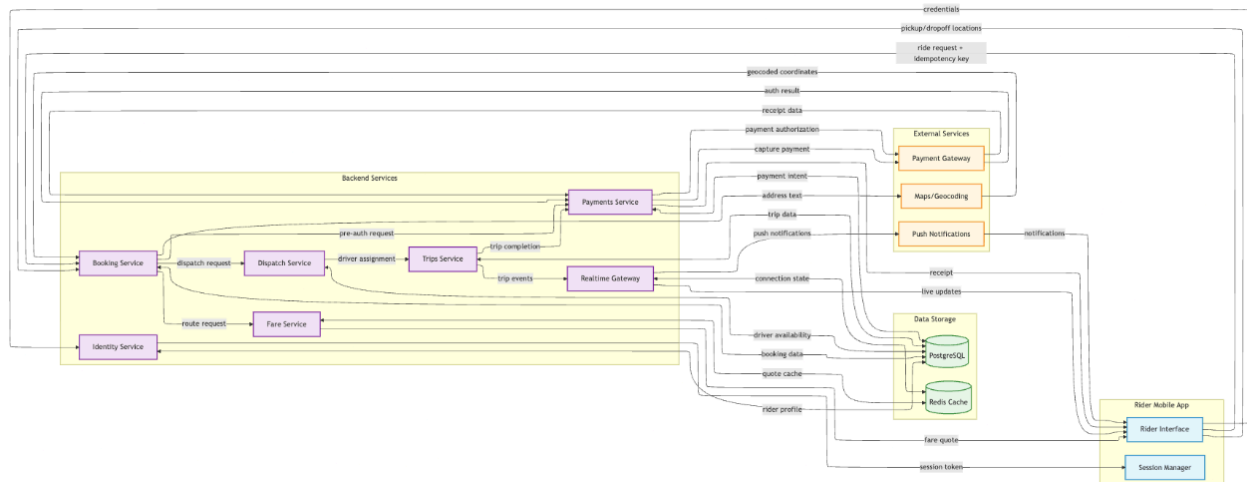 credentials
pickup/dropoff locations
ride request +
idempotency key
geocoded coordinates
auth result
receipt data
payment authorization
External Services
capture payment
Payment Gateway
Backend Services
payment intent
Payments Service
address text
Maps/Geocoding
trip data
pre-auth request
push notifications
Push Notifications
notifications
trip completion
Booking Service
dispatch request
Dispatch Service
driver assignment
Trips Service
receipt
trip events
Realtime Gateway
connection state
live updates
Data Storage
route request
Fare Service
driver availability
Identity Service
booking data
PostgreSQL
quote cache
Redis Cache
rider profile
Rider Mobile App
Rider Interface
fare quote
session token
Session Manager